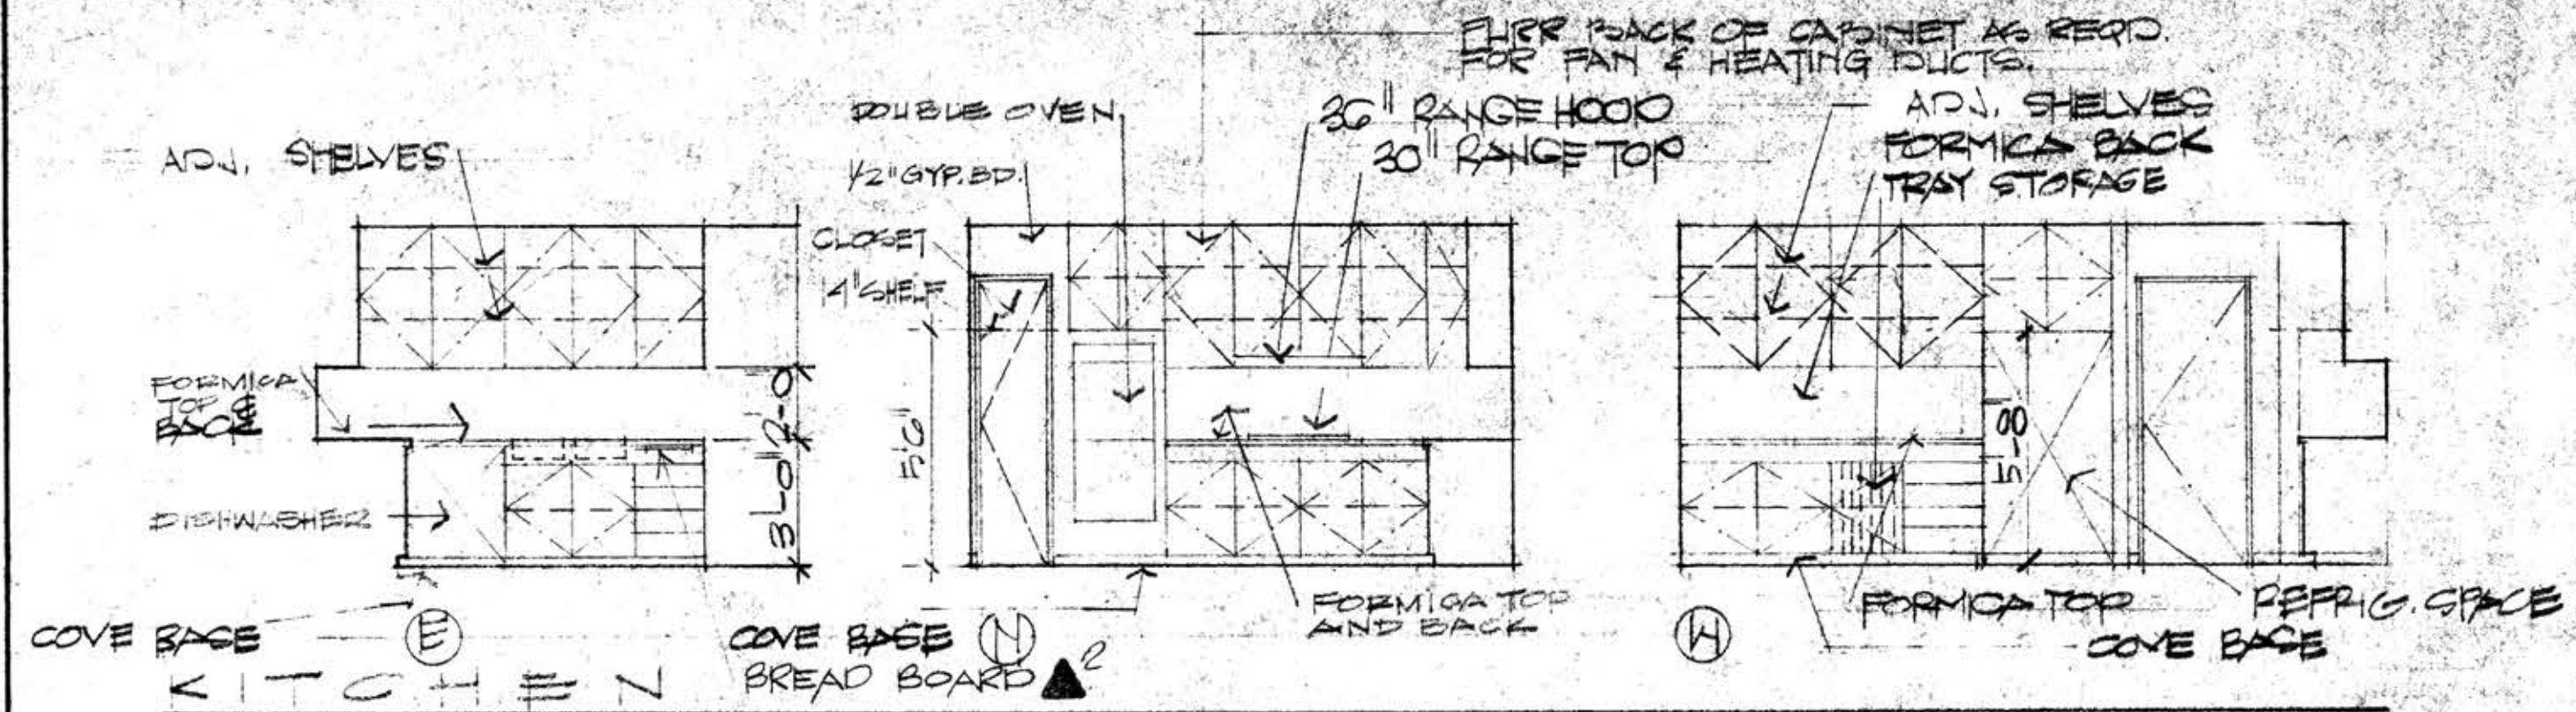 FURR BACK OF CABINET AS REQD.
FOR FAN & HEATING DUCTS.
ADJ. SHELVES
DOUBLE OVEN
1/2" GYP. BD.
36" RANGE HOOD
30" RANGE TOP
ADJ. SHELVES
FORMICA BACK
TRAY STORAGE
CLOSET
14" SHELF
FORMICA
TOP &
BACK
DISHWASHER
2'-0
3'-0"
5'6"
5'-8"
COVE BASE
E
COVE BASE
N
BREAD BOARD 2
FORMICA TOP
AND BACK
W
FORMICA TOP
REFRIG. SPACE
COVE BASE
KITCHEN